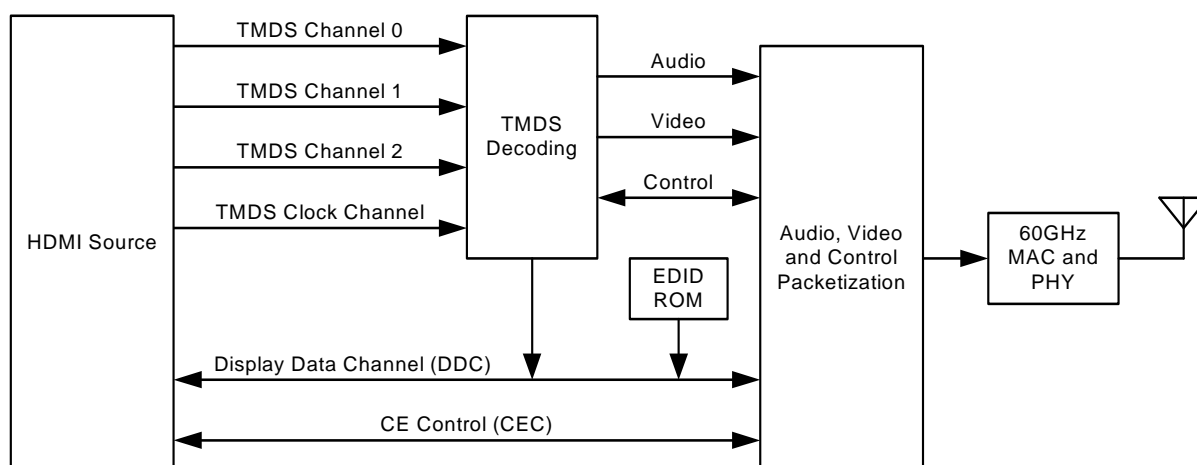 HDMI Source
TMDS Channel 0
TMDS Channel 1
TMDS Channel 2
TMDS Clock Channel
TMDS
Decoding
Audio
Video
Control
EDID
ROM
Display Data Channel (DDC)
CE Control (CEC)
Audio, Video
and Control
Packetization
60GHz
MAC and
PHY